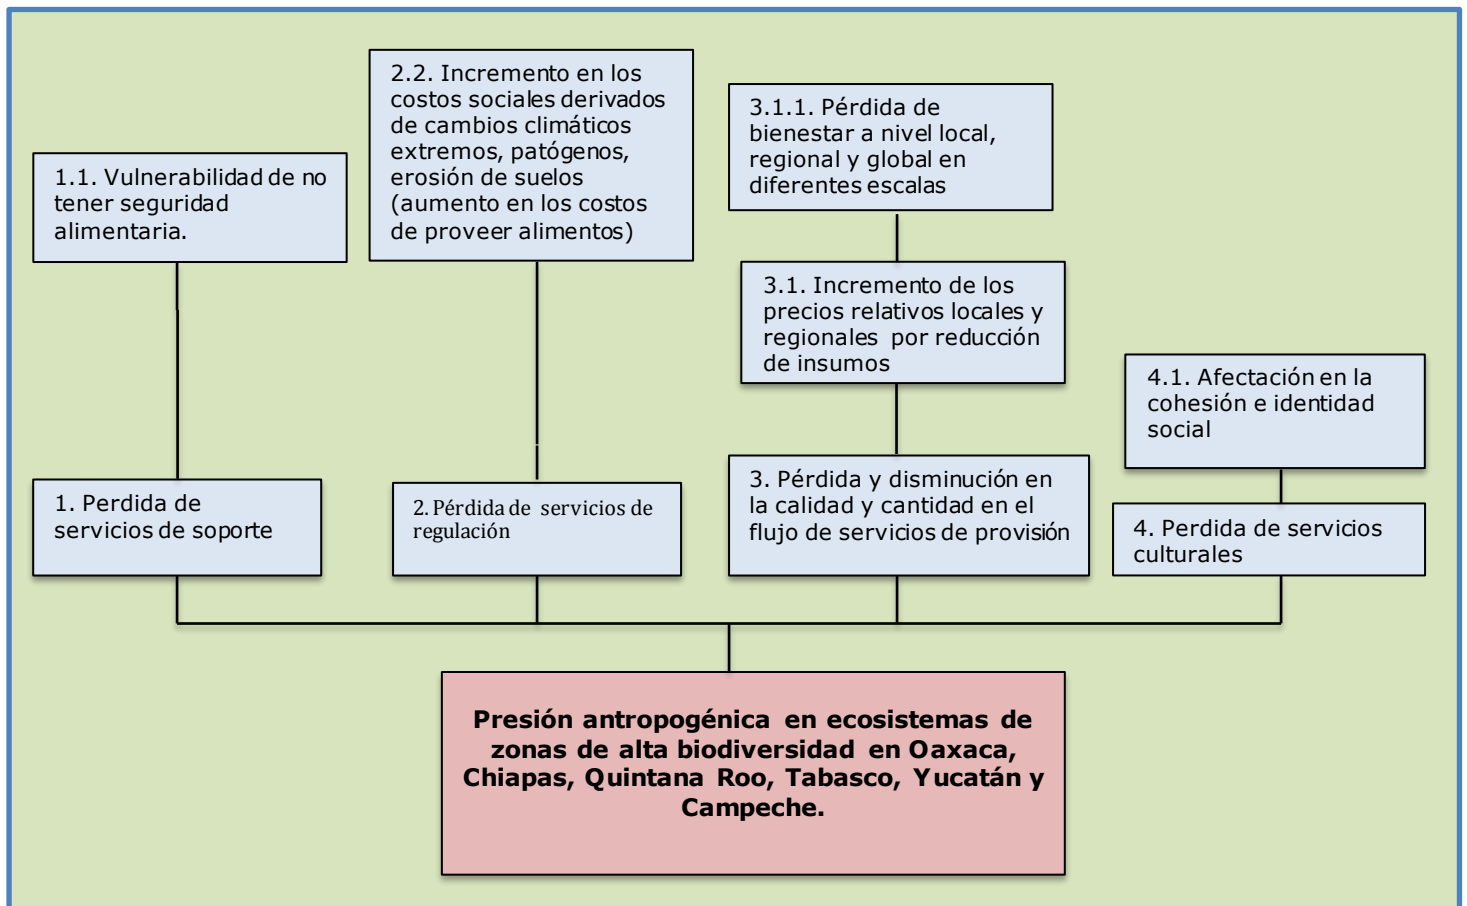 2.2. Incremento en los
costos sociales derivados
de cambios climáticos
extremos, patógenos,
erosión de suelos
(aumento en los costos
de proveer alimentos)
3.1.1. Pérdida de
bienestar a nivel local,
regional y global en
diferentes escalas
1.1. Vulnerabilidad de no
tener seguridad
alimentaria.
3.1. Incremento de los
precios relativos locales y
regionales por reducción
de insumos
4.1. Afectación en la
cohesión e identidad
social
1. Perdida de
servicios de soporte
2. Pérdida de servicios de
regulación
3. Pérdida y disminución en
la calidad y cantidad en el
flujo de servicios de provisión
4. Perdida de servicios
culturales
Presión antropogénica en ecosistemas de
zonas de alta biodiversidad en Oaxaca,
Chiapas, Quintana Roo, Tabasco, Yucatán y
Campeche.